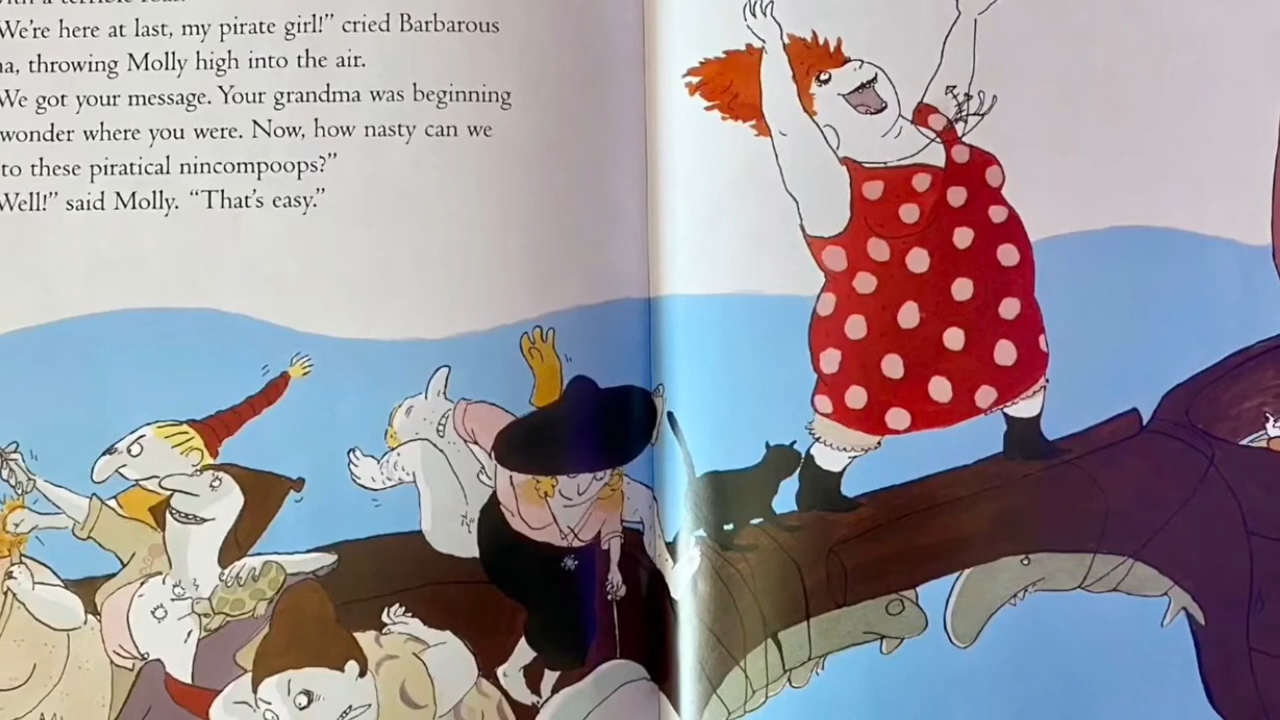 We're here at last, my pirate girl!" cried Barbarous
, throwing Molly high into the air.
We got your message. Your grandma was beginning
wonder where you were. Now, how nasty can we
to these piratical nincompoops?"
Well!" said Molly. "That's easy."